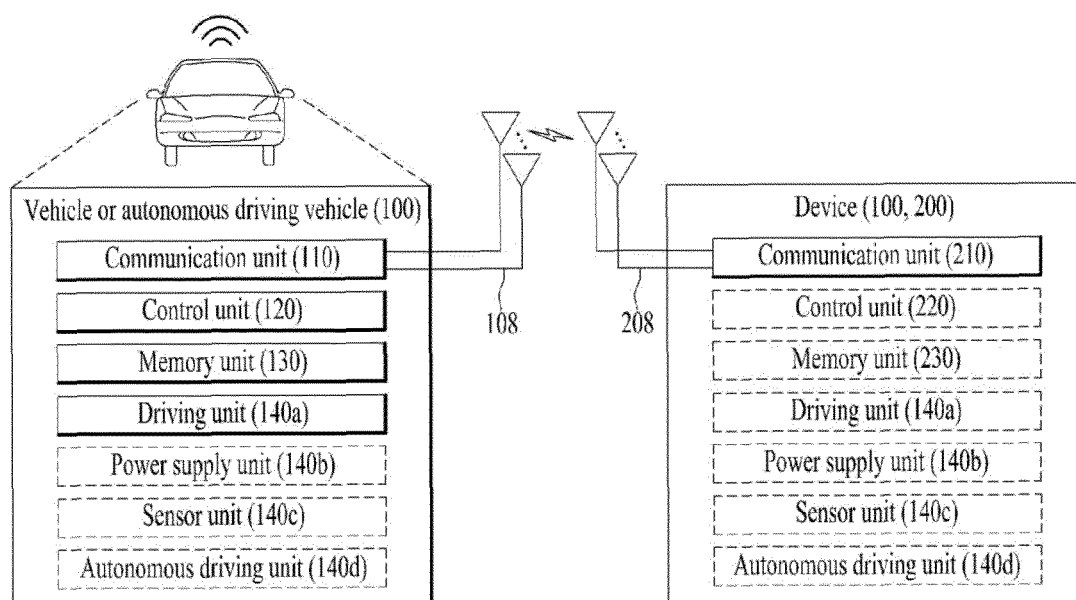 Vehicle or autonomous driving vehicle (100)
Communication unit (110)
Control unit (120)
Memory unit (130)
Driving unit (140a)
Power supply unit (140b)
Sensor unit (140c)
Autonomous driving unit (140d)
108
208
Device (100, 200)
Communication unit (210)
Control unit (220)
Memory unit (230)
Driving unit (140a)
Power supply unit (140b)
Sensor unit (140c)
Autonomous driving unit (140d)